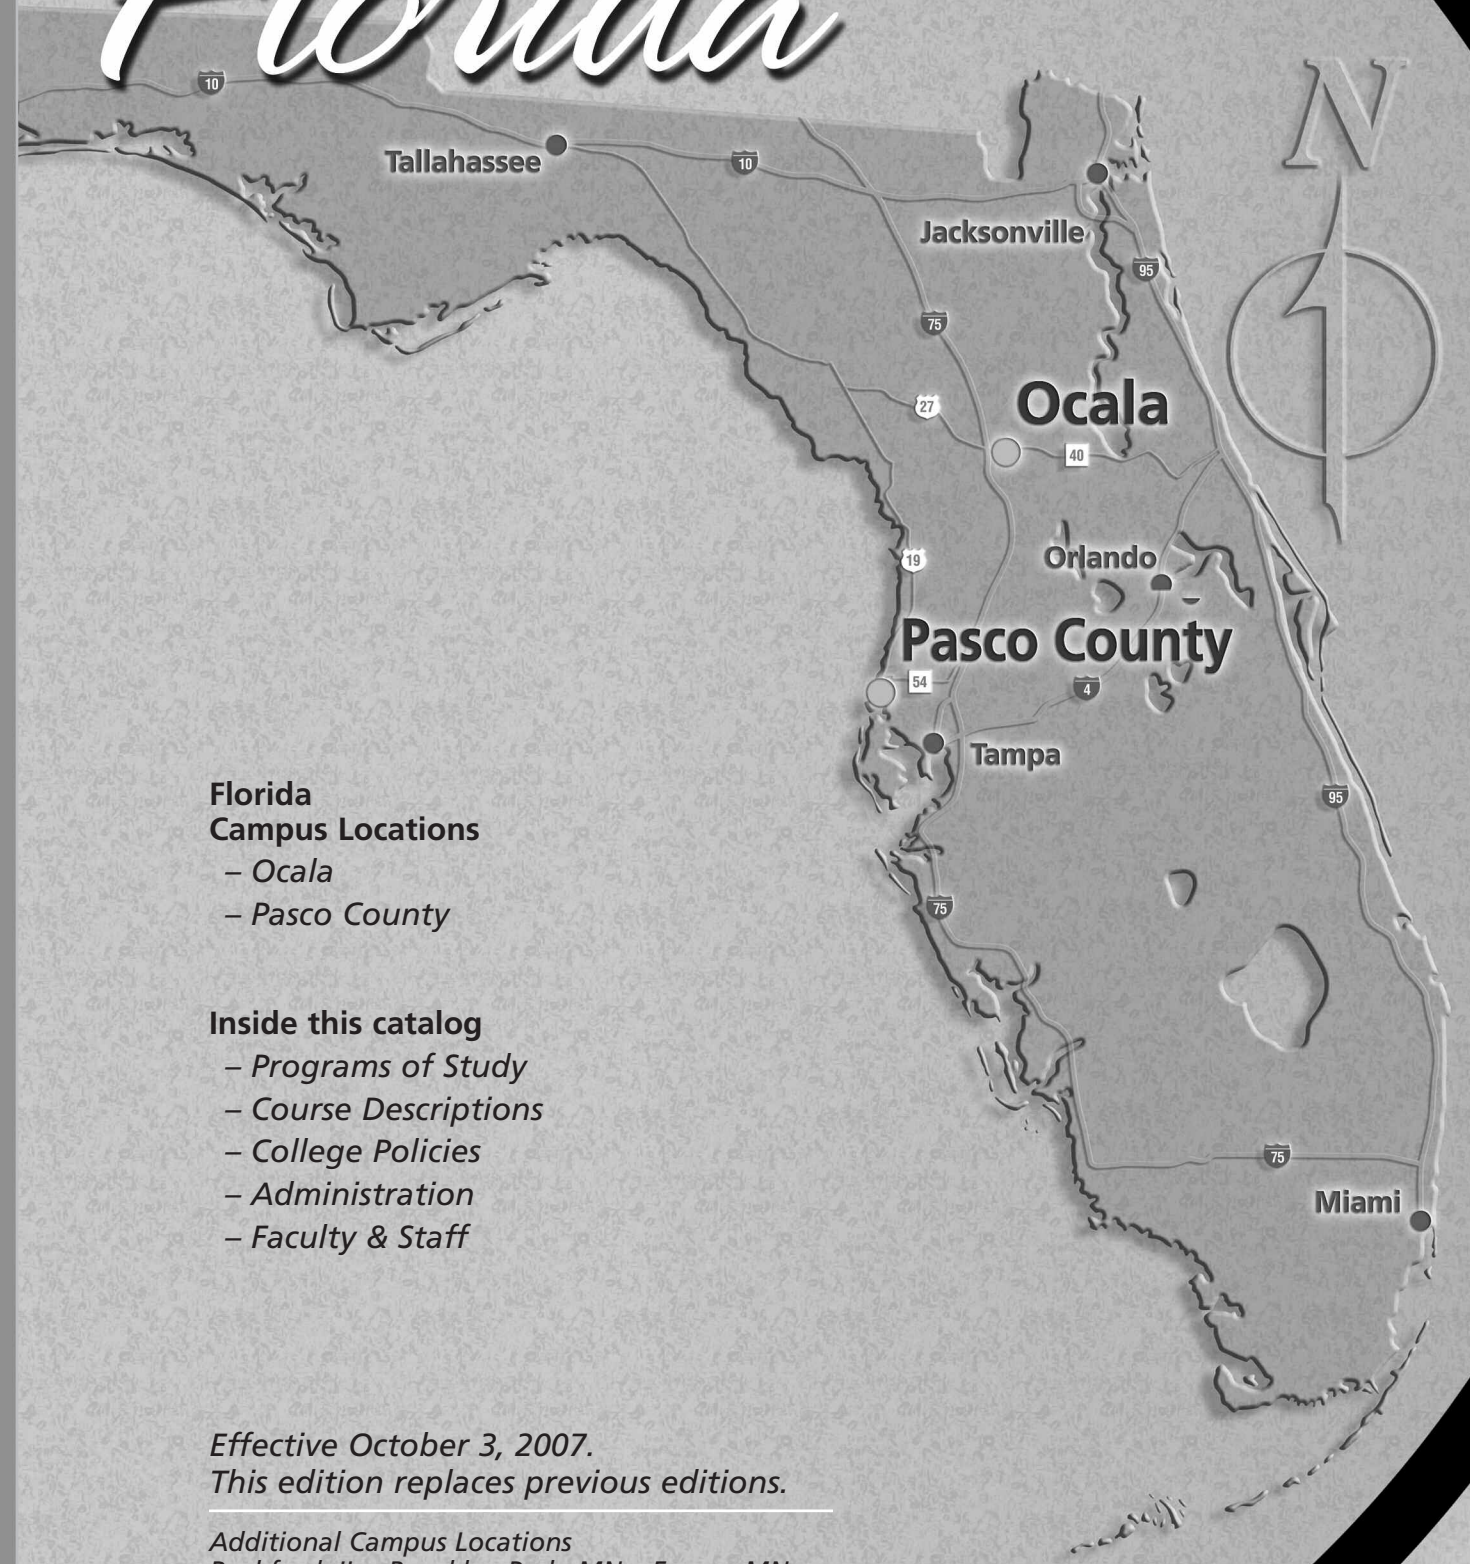 Florida
N
10
Tallahassee
10
Jacksonville
95
75
Ocala
27
40
Orlando
19
Pasco County
54
4
Tampa
95
75
75
Miami
Florida
Campus Locations
– Ocala
– Pasco County
Inside this catalog
– Programs of Study
– Course Descriptions
– College Policies
– Administration
– Faculty & Staff
Effective October 3, 2007.
This edition replaces previous editions.
Additional Campus Locations